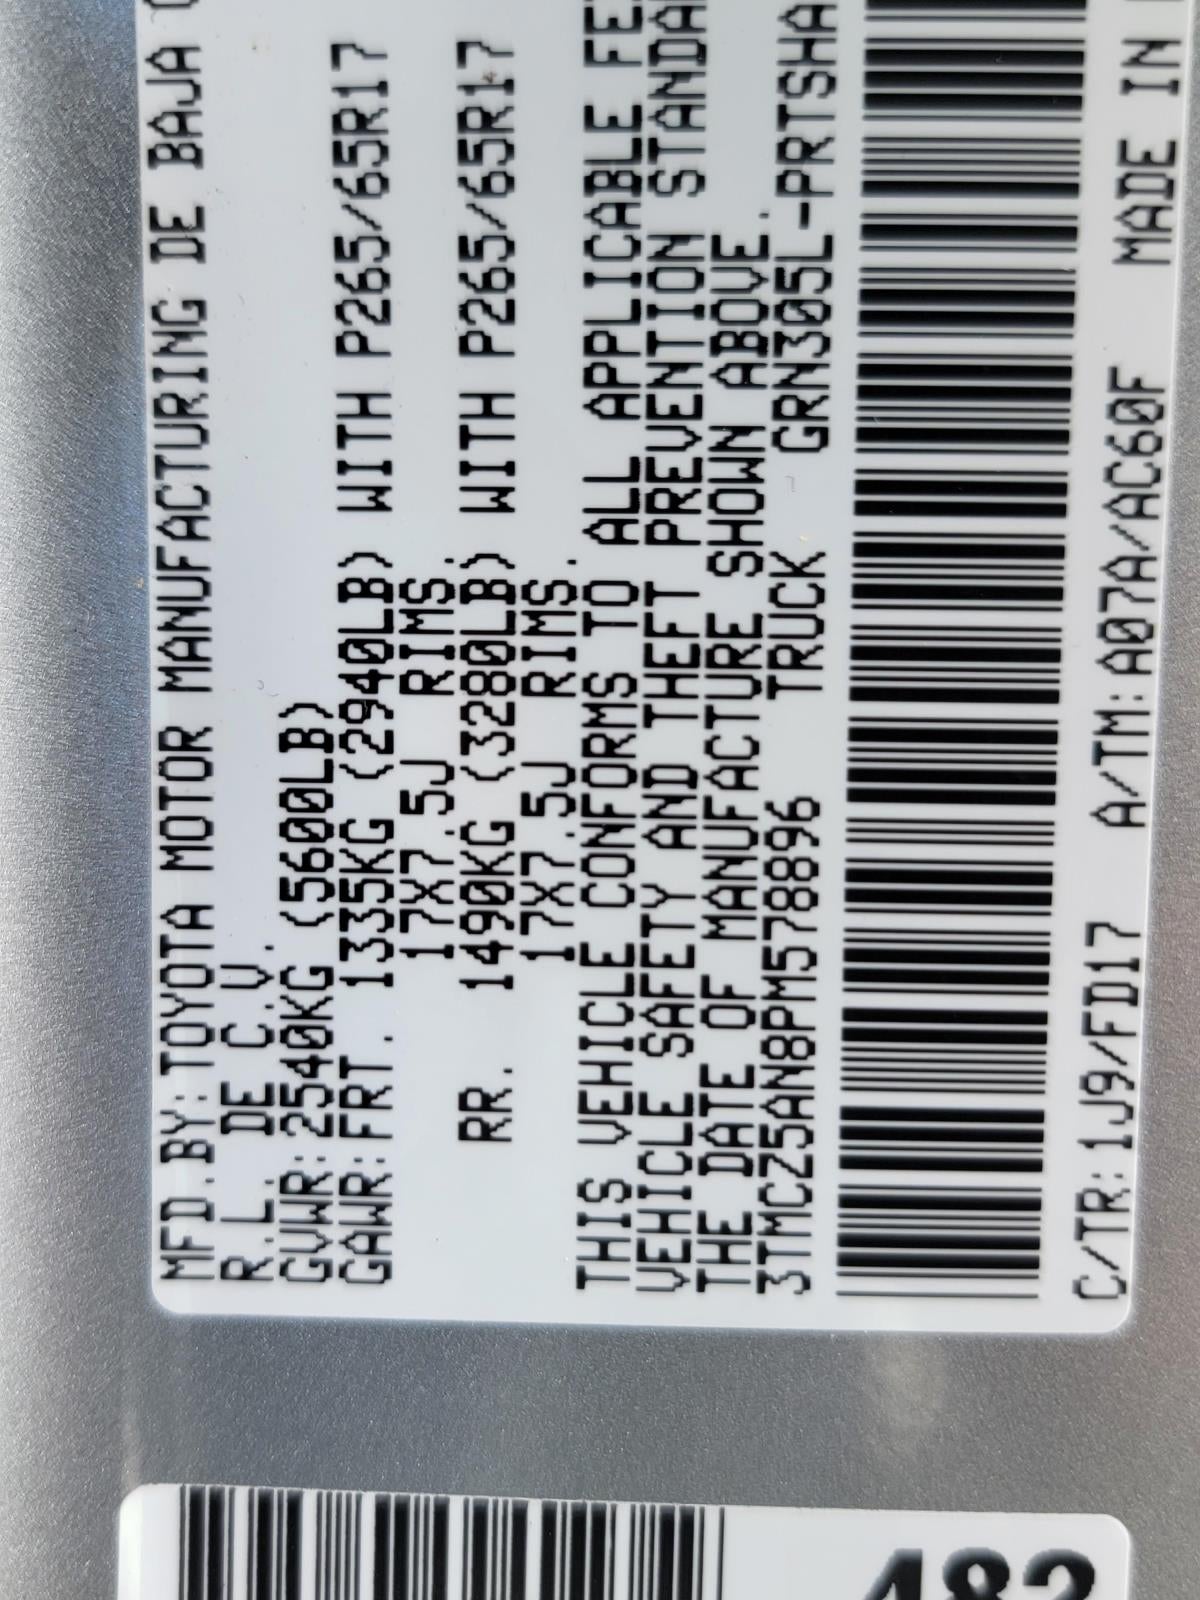 MFD.BY:TOYOTA MOTOR MANUFACTURING DE BAJA
R.L. DE C.V.
GVWR:2540KG (5600LB)
GAWR:FRT. 1335KG (2940LB) WITH P265/65R17
17X7.5J RIMS.
RR. 1490KG (3280LB) WITH P265/65R17
17X7.5J RIMS.
THIS VEHICLE CONFORMS TO ALL APPLICABLE FE
VEHICLE SAFETY AND THEFT PREVENTION STANDA
THE DATE OF MANUFACTURE SHOWN ABOVE.
3TMCZ5AN8PM578896 TRUCK GRN305L-PRTSHA
C/TR:1J9/FD17 A/TM:A07A/AC60F MADE IN
482